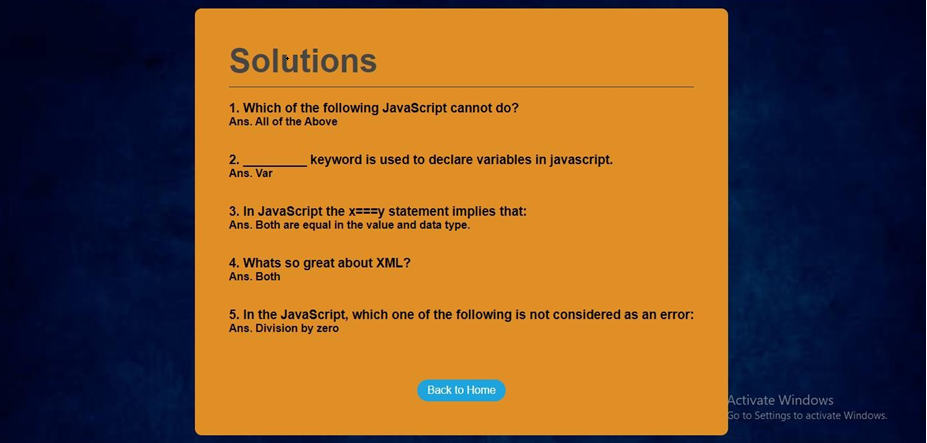 Solutions
1. Which of the following JavaScript cannot do?
Ans. All of the Above
2. _________ keyword is used to declare variables in javascript.
Ans. Var
3. In JavaScript the x===y statement implies that:
Ans. Both are equal in the value and data type.
4. Whats so great about XML?
Ans. Both
5. In the JavaScript, which one of the following is not considered as an error:
Ans. Division by zero
Back to Home
Activate Windows
Go to Settings to activate Windows.